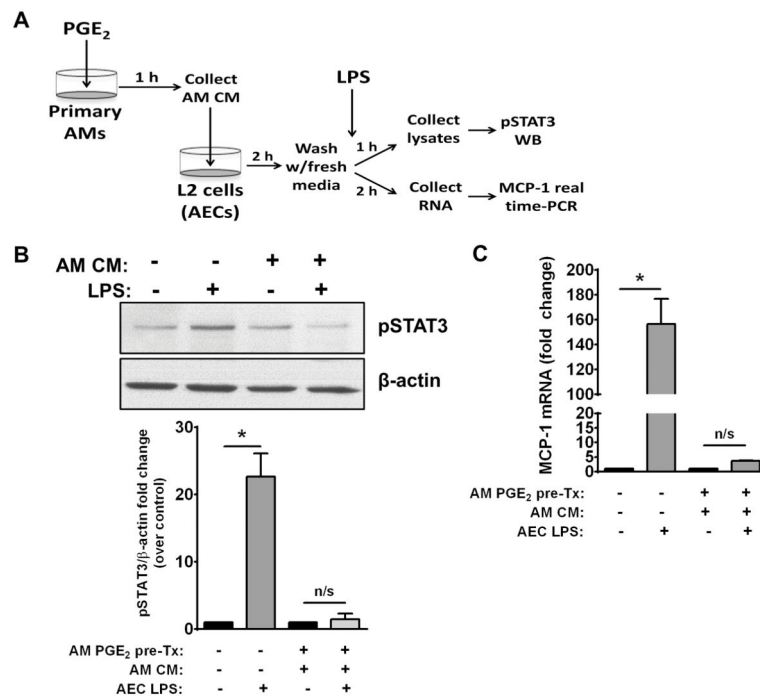 A
PGE2
1 h
Collect
AM CM
Primary
AMs
L2 cells
(AECs)
2 h
LPS
Wash
w/fresh
media
1 h
2 h
Collect
lysates
pSTAT3
WB
Collect
RNA
MCP-1 real
time-PCR
B
AM CM: - - + +
LPS: - + - +
pSTAT3
β-actin
pSTAT3/β-actin fold change
(over control)
30
20
10
0
*
n/s
AM PGE2 pre-Tx: - - + +
AM CM: - - + +
AEC LPS: - + - +
C
MCP-1 mRNA (fold change)
200
180
160
140
120
100
20
15
10
5
0
*
n/s
AM PGE2 pre-Tx: - - + +
AM CM: - - + +
AEC LPS: - + - +